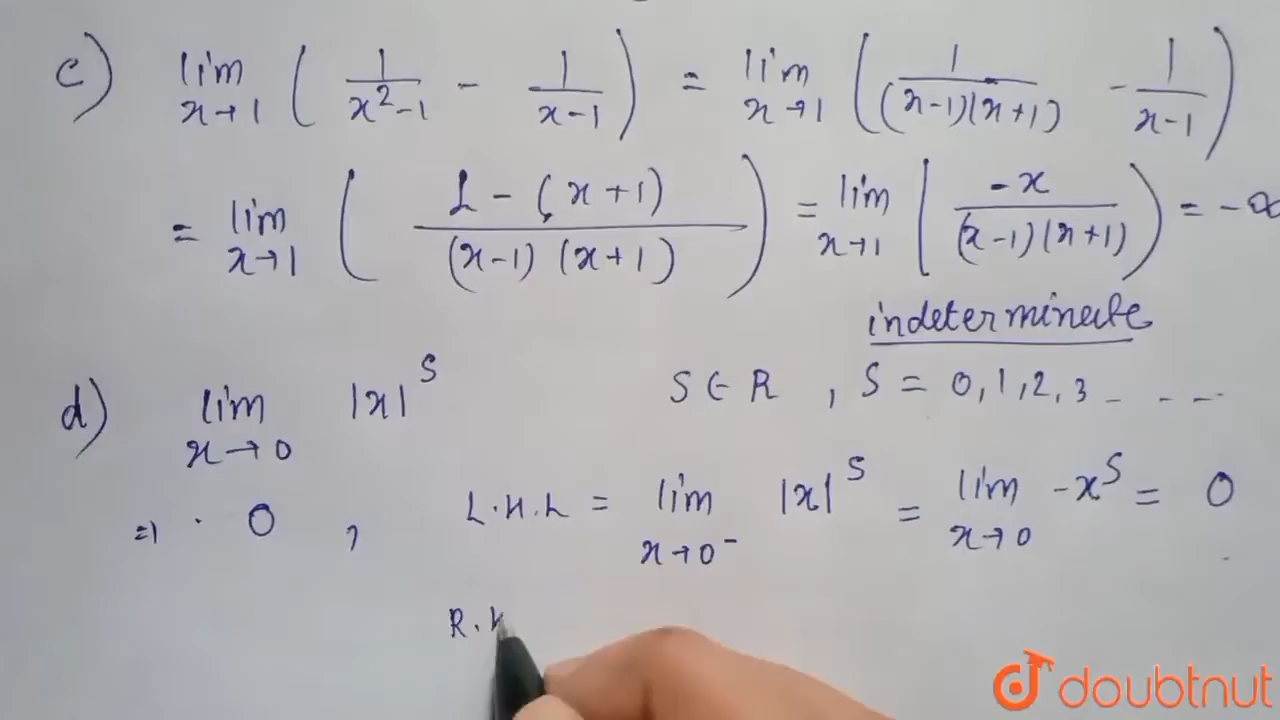 c) lim x→1 ( 1/(x²-1) - 1/(x-1) ) = lim x→1 ( 1/((x-1)(x+1)) - 1/(x-1) )
= lim x→1 ( (1-(x+1))/((x-1)(x+1)) ) = lim x→1 ( -x/((x-1)(x+1)) ) = -∞
indeterminate
d) lim x→0 |x|^S S∈R , S = 0,1,2,3 - - - -
⇒ · 0 , L.H.L = lim x→0⁻ |x|^S = lim x→0 -x^S = 0
R.H
doubtnut